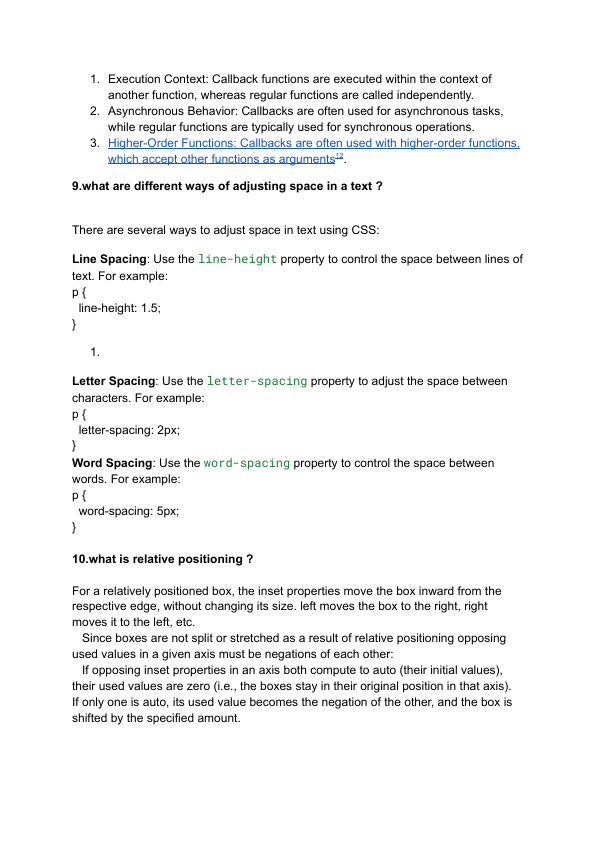 1. Execution Context: Callback functions are executed within the context of
another function, whereas regular functions are called independently.
2. Asynchronous Behavior: Callbacks are often used for asynchronous tasks,
while regular functions are typically used for synchronous operations.
3. Higher-Order Functions: Callbacks are often used with higher-order functions,
which accept other functions as arguments12.
9.what are different ways of adjusting space in a text ?
There are several ways to adjust space in text using CSS:
Line Spacing: Use the line-height property to control the space between lines of
text. For example:
p {
line-height: 1.5;
}
1.
Letter Spacing: Use the letter-spacing property to adjust the space between
characters. For example:
p {
letter-spacing: 2px;
}
Word Spacing: Use the word-spacing property to control the space between
words. For example:
p {
word-spacing: 5px;
}
10.what is relative positioning ?
For a relatively positioned box, the inset properties move the box inward from the
respective edge, without changing its size. left moves the box to the right, right
moves it to the left, etc.
Since boxes are not split or stretched as a result of relative positioning opposing
used values in a given axis must be negations of each other:
If opposing inset properties in an axis both compute to auto (their initial values),
their used values are zero (i.e., the boxes stay in their original position in that axis).
If only one is auto, its used value becomes the negation of the other, and the box is
shifted by the specified amount.